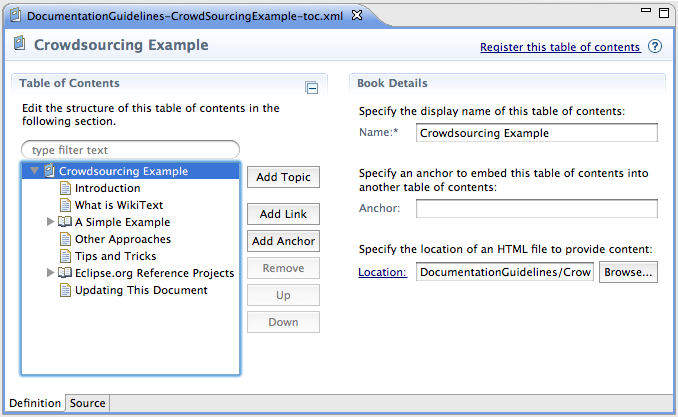 DocumentationGuidelines-CrowdSourcingExample-toc.xml
Crowdsourcing Example
Register this table of contents
?
Table of Contents
Edit the structure of this table of contents in the
following section.
type filter text
Crowdsourcing Example
Introduction
What is WikiText
A Simple Example
Other Approaches
Tips and Tricks
Eclipse.org Reference Projects
Updating This Document
Add Topic
Add Link
Add Anchor
Remove
Up
Down
Book Details
Specify the display name of this table of contents:
Name:* Crowdsourcing Example
Specify an anchor to embed this table of contents into
another table of contents:
Anchor:
Specify the location of an HTML file to provide content:
Location: DocumentationGuidelines/Crow Browse...
Definition Source